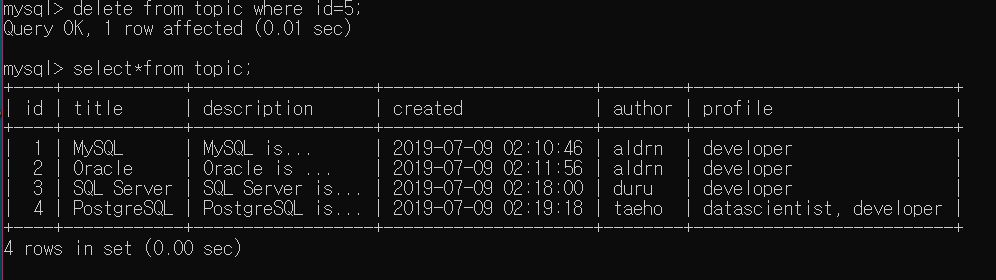 mysql> delete from topic where id=5;
Query OK, 1 row affected (0.01 sec)
mysql> select*from topic;
+----+------------+-------------------+---------------------+--------+---------------------------+
| id | title      | description       | created             | author | profile                   |
+----+------------+-------------------+---------------------+--------+---------------------------+
|  1 | MySQL      | MySQL is...       | 2019-07-09 02:10:46 | aldrn  | developer                 |
|  2 | Oracle     | Oracle is ...     | 2019-07-09 02:11:56 | aldrn  | developer                 |
|  3 | SQL Server | SQL Server is...  | 2019-07-09 02:18:00 | duru   | developer                 |
|  4 | PostgreSQL | PostgreSQL is...  | 2019-07-09 02:19:18 | taeho  | datascientist, developer  |
+----+------------+-------------------+---------------------+--------+---------------------------+
4 rows in set (0.00 sec)